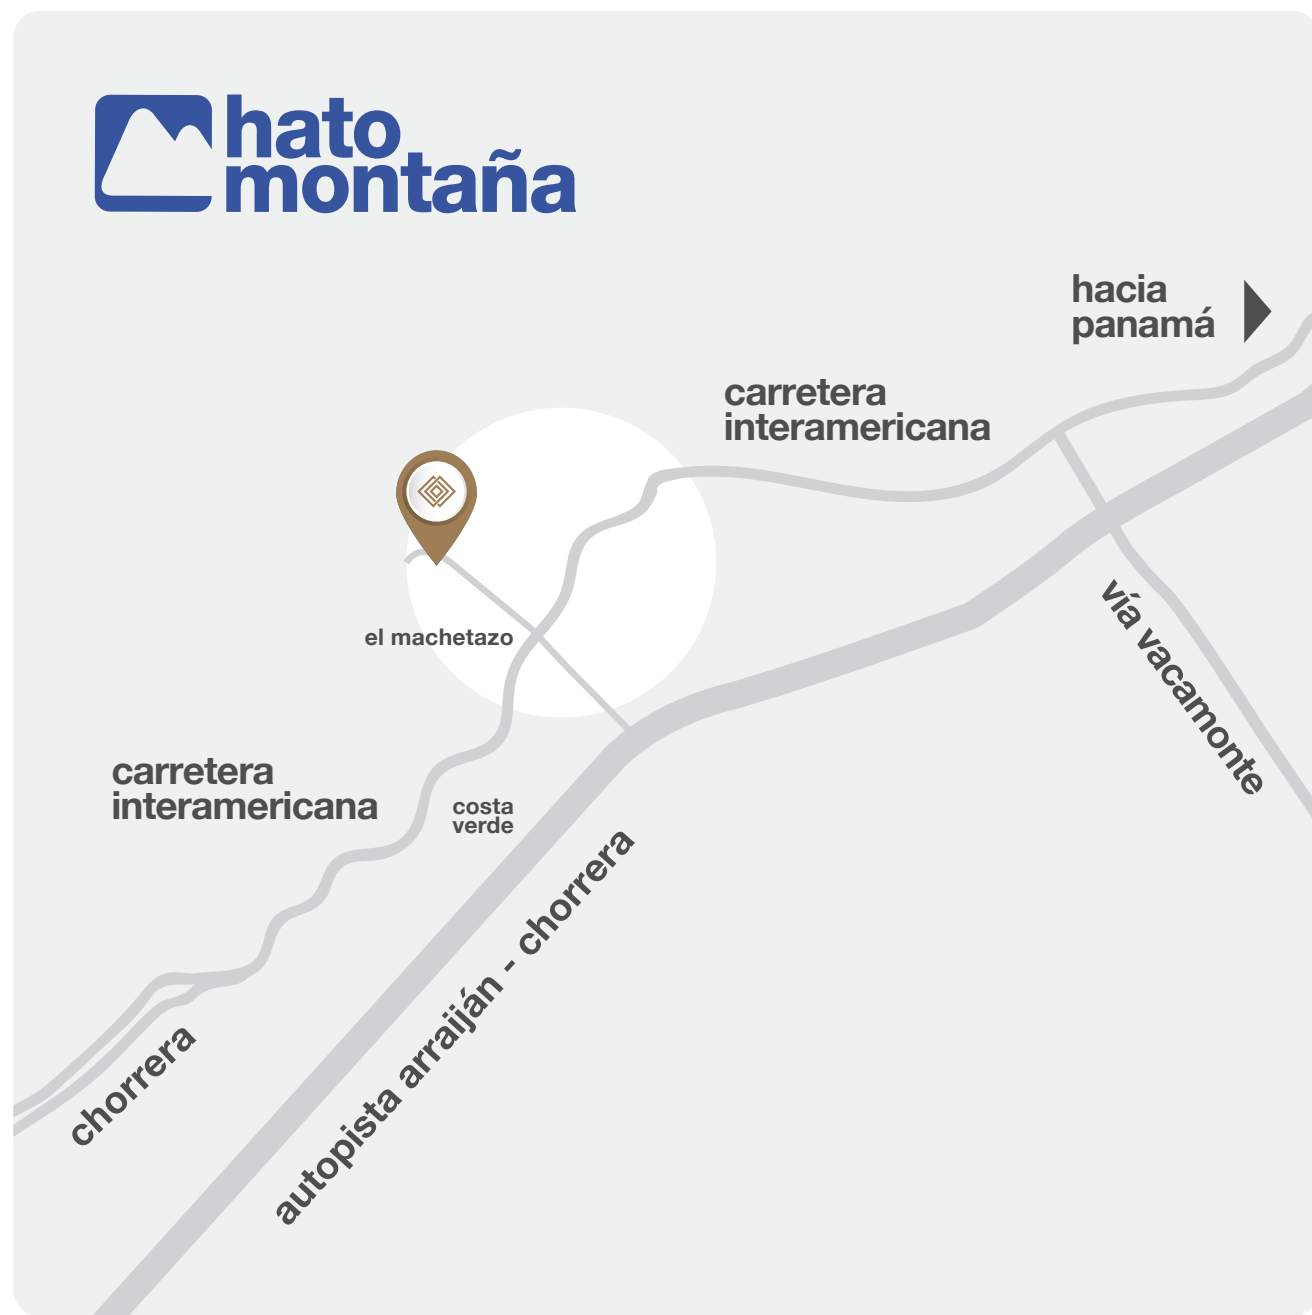 hato
montaña
hacia
panamá
carretera
interamericana
el machetazo
vía vacamonte
carretera
interamericana
costa
verde
autopista arraiján - chorrera
chorrera